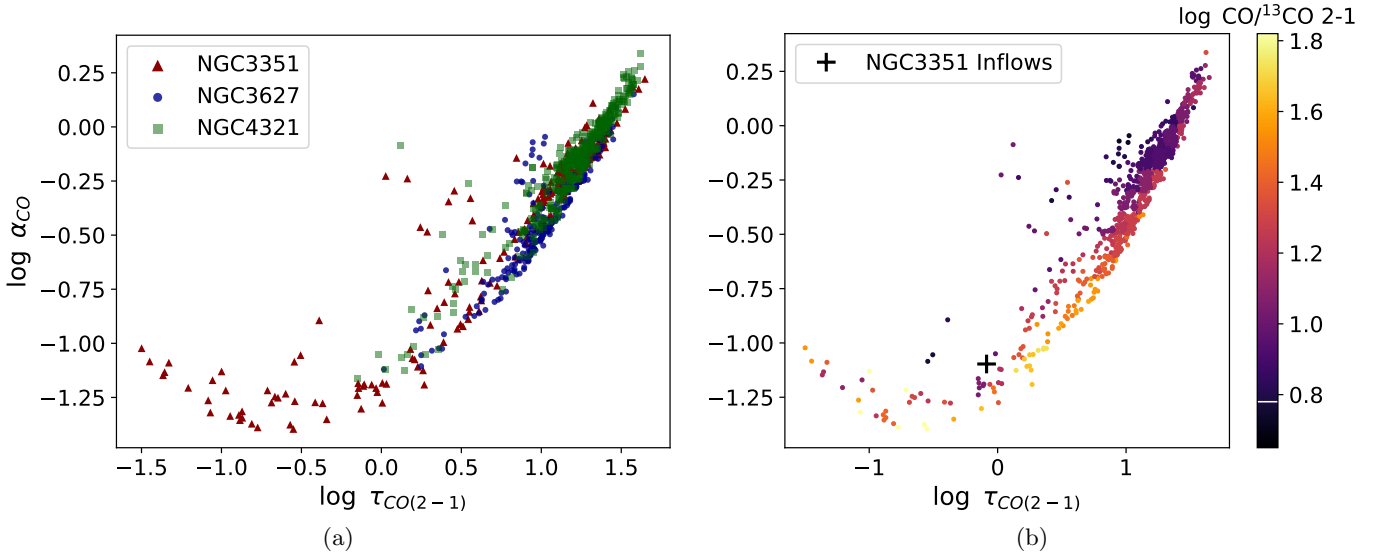 NGC3351
NGC3627
NGC4321
0.25
0.00
−0.25
−0.50
−0.75
−1.00
−1.25
log α_CO
−1.5 −1.0 −0.5 0.0 0.5 1.0 1.5
log τ_CO(2−1)
(a)
NGC3351 Inflows
0.25
0.00
−0.25
−0.50
−0.75
−1.00
−1.25
−1 0 1
log τ_CO(2−1)
(b)
log CO/¹³CO 2-1
1.8
1.6
1.4
1.2
1.0
0.8